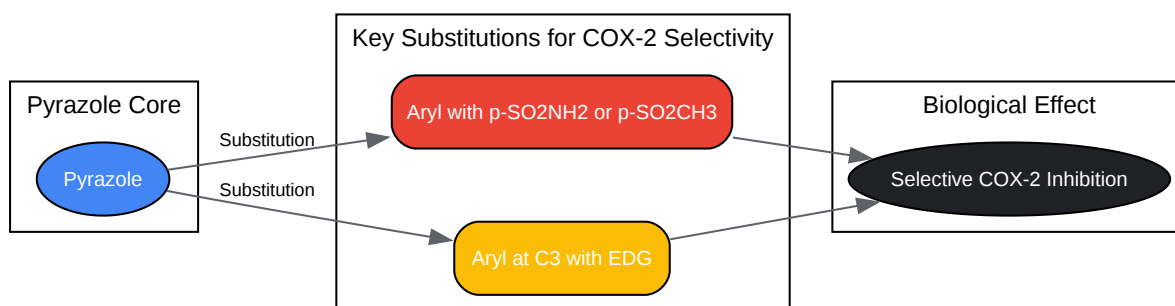 Key Substitutions for COX-2 Selectivity
Pyrazole Core
Biological Effect
Aryl with p-SO2NH2 or p-SO2CH3
Substitution
Pyrazole
Selective COX-2 Inhibition
Substitution
Aryl at C3 with EDG